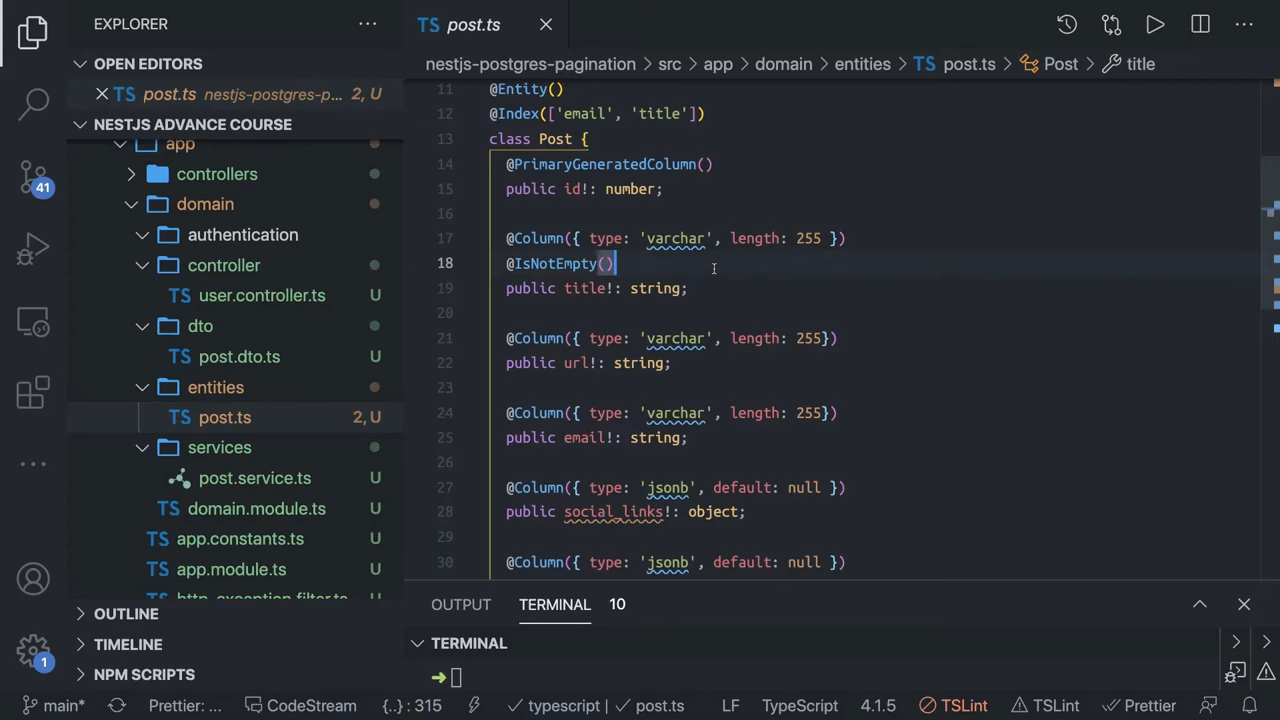 EXPLORER
OPEN EDITORS
TS post.ts nestjs-postgres-p... 2, U
NESTJS ADVANCE COURSE
app
controllers
domain
authentication
controller
TS user.controller.ts U
dto
TS post.dto.ts U
entities
TS post.ts 2, U
services
post.service.ts U
TS domain.module.ts U
TS app.constants.ts U
TS app.module.ts U
http_exception.filter.ts U
OUTLINE
TIMELINE
NPM SCRIPTS
41
1
TS post.ts
nestjs-postgres-pagination > src > app > domain > entities > TS post.ts > Post > title
11 @Entity()
12 @Index(['email', 'title'])
13 class Post {
14 @PrimaryGeneratedColumn()
15 public id!: number;
16
17 @Column({ type: 'varchar', length: 255 })
18 @IsNotEmpty()
19 public title!: string;
20
21 @Column({ type: 'varchar', length: 255})
22 public url!: string;
23
24 @Column({ type: 'varchar', length: 255})
25 public email!: string;
26
27 @Column({ type: 'jsonb', default: null })
28 public social_links!: object;
29
30 @Column({ type: 'jsonb', default: null })
OUTPUT TERMINAL 10
TERMINAL
main* Prettier: ... CodeStream {..} : 315 typescript | post.ts LF TypeScript 4.1.5 TSLint TSLint Prettier